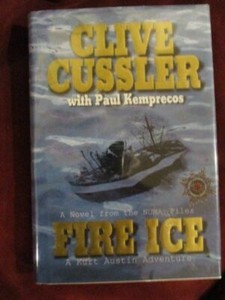 CLIVE
CUSSLER
with Paul Kemprecos
A Novel from the NUMA Files
FIRE ICE
A Kurt Austin Adventure